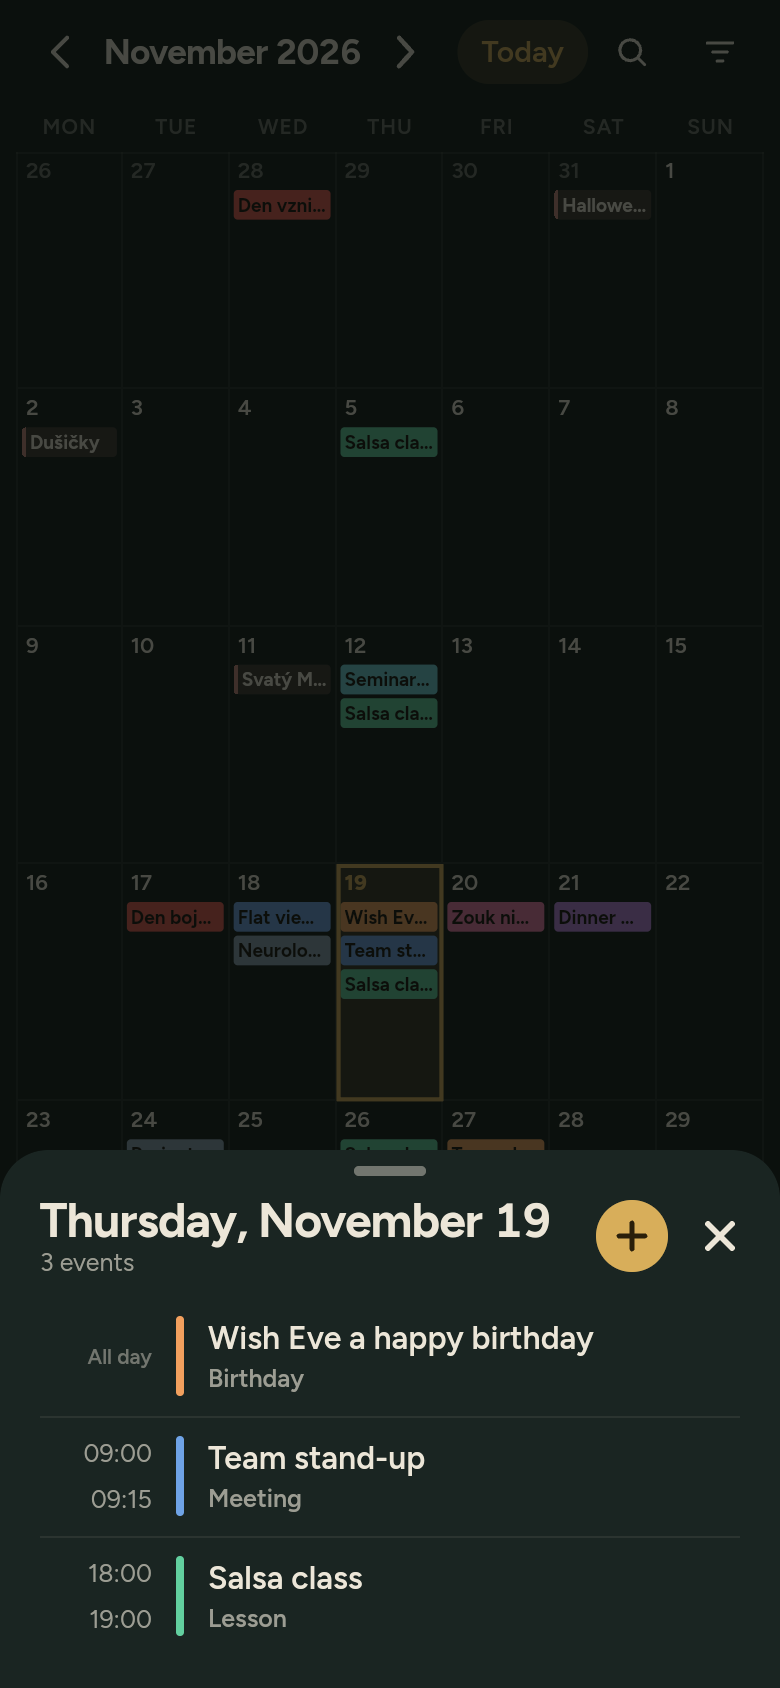 November 2026 Today
MON TUE WED THU FRI SAT SUN
26 27 28 29 30 31 1
Den vzni... Hallowe...
2 3 4 5 6 7 8
Dušičky Salsa cla...
9 10 11 12 13 14 15
Svatý M... Seminar...
Salsa cla...
16 17 18 19 20 21 22
Den boj... Flat vie... Wish Ev... Zouk ni... Dinner ...
Neurolo... Team st...
Salsa cla...
23 24 25 26 27 28 29
Thursday, November 19
3 events
All day
Wish Eve a happy birthday
Birthday
09:00
09:15
Team stand-up
Meeting
18:00
19:00
Salsa class
Lesson